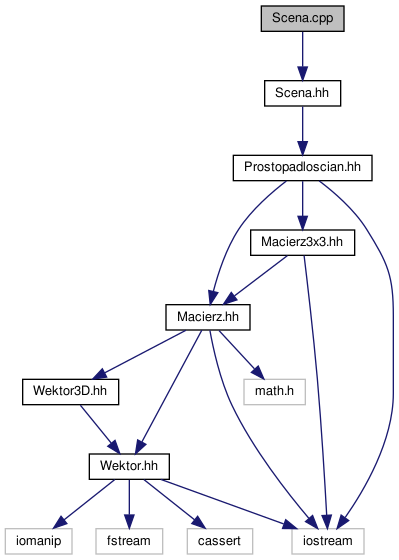 Scena.cpp
Scena.hh
Prostopadloscian.hh
Macierz3x3.hh
Macierz.hh
Wektor3D.hh
math.h
Wektor.hh
iomanip
fstream
cassert
iostream